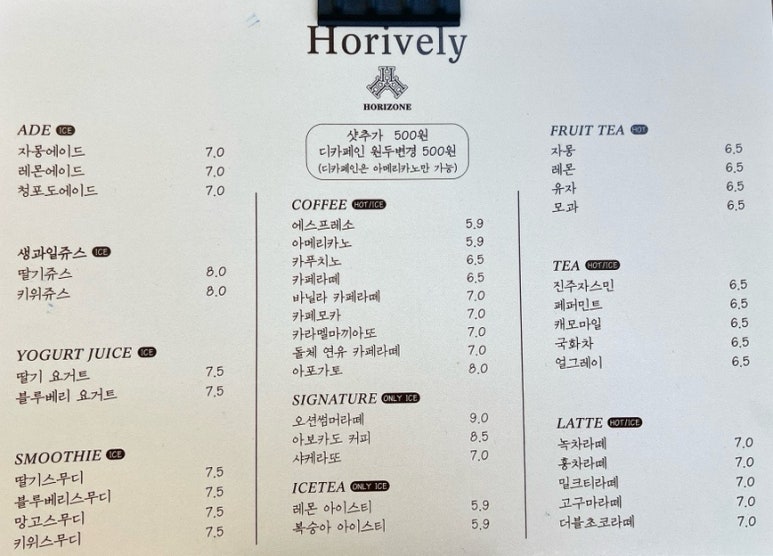 Horively
HORIZONE
ADE ICE
자몽에이드 7.0
레몬에이드 7.0
청포도에이드 7.0
생과일쥬스 ICE
딸기쥬스 8.0
키위쥬스 8.0
YOGURT JUICE ICE
딸기 요거트 7.5
블루베리 요거트 7.5
SMOOTHIE ICE
딸기스무디 7.5
블루베리스무디 7.5
망고스무디 7.5
키위스무디 7.5
샷추가 500원
디카페인 원두변경 500원
(디카페인은 아메리카노만 가능)
COFFEE HOT/ICE
에스프레소 5.9
아메리카노 5.9
카푸치노 6.5
카페라떼 6.5
바닐라 카페라떼 7.0
카페모카 7.0
카라멜마끼아또 7.0
돌체 연유 카페라떼 7.0
아포가토 8.0
SIGNATURE ONLY ICE
오션썸머라떼 9.0
아보카도 커피 8.5
샤케라또 7.0
ICETEA ONLY ICE
레몬 아이스티 5.9
복숭아 아이스티 5.9
FRUIT TEA HOT
자몽 6.5
레몬 6.5
유자 6.5
모과 6.5
TEA HOT/ICE
진주자스민 6.5
페퍼민트 6.5
캐모마일 6.5
국화차 6.5
얼그레이 6.5
LATTE HOT/ICE
녹차라떼 7.0
홍차라떼 7.0
밀크티라떼 7.0
고구마라떼 7.0
더블초코라떼 7.0